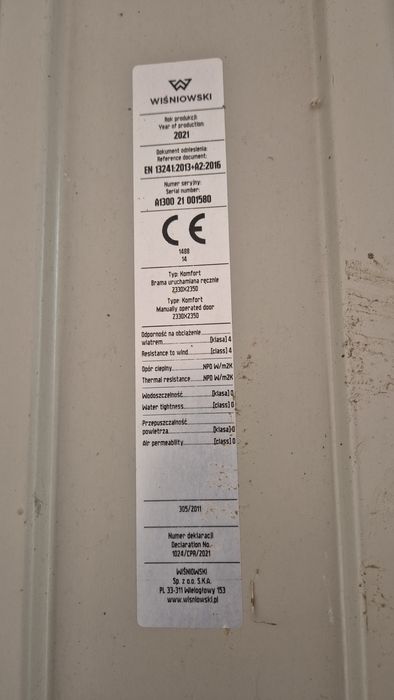 WIŚNIOWSKI
Rok produkcji:
Year of production
2021
Dokument odniesienia:
Reference document:
EN 13241:2013+A2:2016
Numer seryjny:
Serial number:
A1300 21 001580
CE
1488
14
Typ: Komfort
Brama uruchamiana ręcznie
2330X2350
Type: Komfort
Manually operated door
2330X2350
Odporność na obciążenie
wiatrem [klasa] 4
Resistance to wind [class] 4
Opór cieplny NPD W/m2K
Thermal resistance NPD W/m2K
Wodoszczelność [klasa] 0
Water tightness [class] 0
Przepuszczalność
powietrza [klasa] 0
Air permeability [class] 0
305/2011
Numer deklaracji
Declaration No.
1024/CPR/2021
WIŚNIOWSKI
Sp. z o.o. S.K.A.
PL 33-311 Wielogłowy 153
www.wisniowski.pl